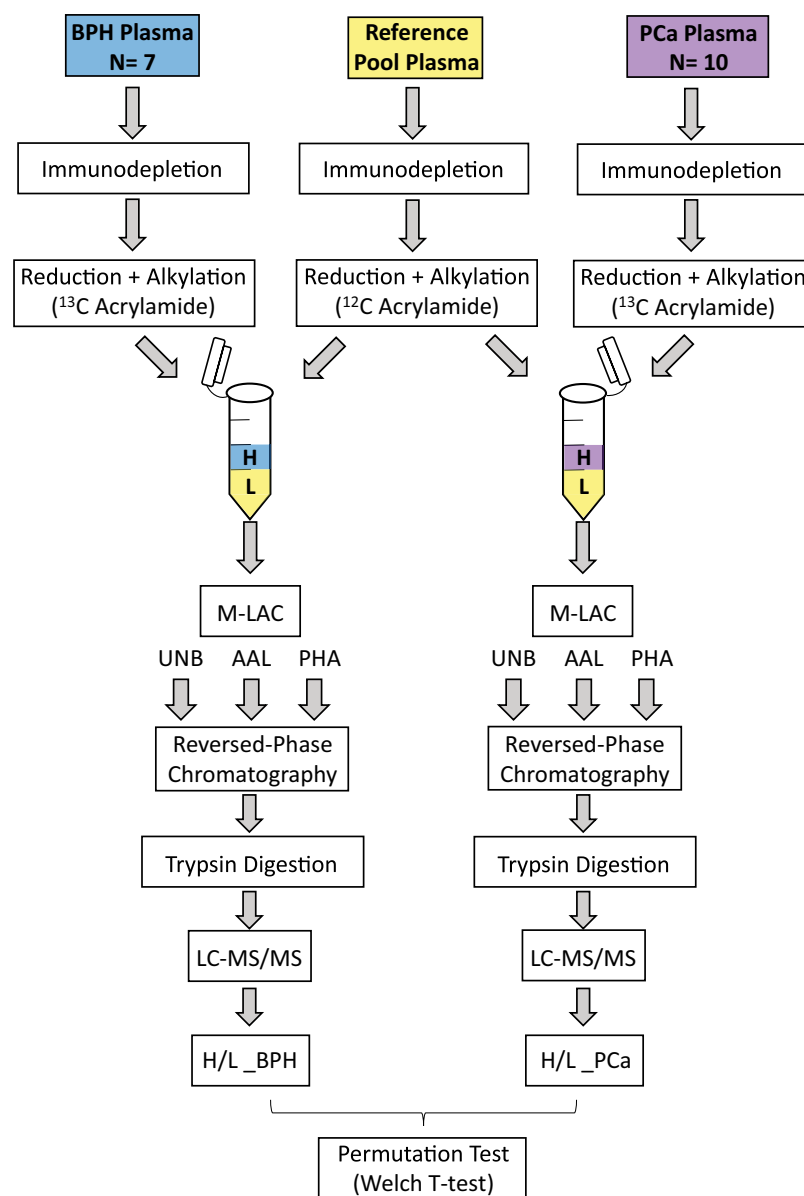 BPH Plasma
N= 7
Reference
Pool Plasma
PCa Plasma
N= 10
Immunodepletion
Immunodepletion
Immunodepletion
Reduction + Alkylation
(¹³C Acrylamide)
Reduction + Alkylation
(¹²C Acrylamide)
Reduction + Alkylation
(¹³C Acrylamide)
H
L
H
L
M-LAC
M-LAC
UNB AAL PHA
UNB AAL PHA
Reversed-Phase
Chromatography
Reversed-Phase
Chromatography
Trypsin Digestion
Trypsin Digestion
LC-MS/MS
LC-MS/MS
H/L _BPH
H/L _PCa
Permutation Test
(Welch T-test)